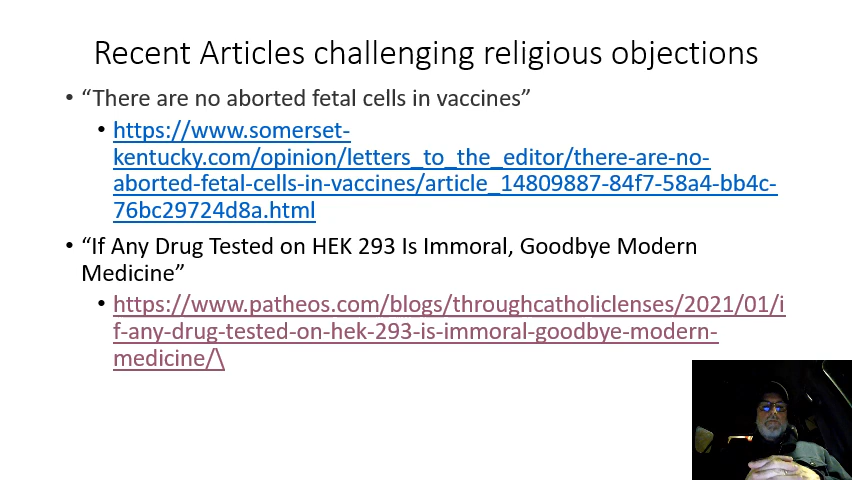 Recent Articles challenging religious objections
• “There are no aborted fetal cells in vaccines”
• https://www.somerset-
kentucky.com/opinion/letters_to_the_editor/there-are-no-
aborted-fetal-cells-in-vaccines/article_14809887-84f7-58a4-bb4c-
76bc29724d8a.html
• “If Any Drug Tested on HEK 293 Is Immoral, Goodbye Modern
Medicine”
• https://www.patheos.com/blogs/throughcatholiclenses/2021/01/i
f-any-drug-tested-on-hek-293-is-immoral-goodbye-modern-
medicine/\